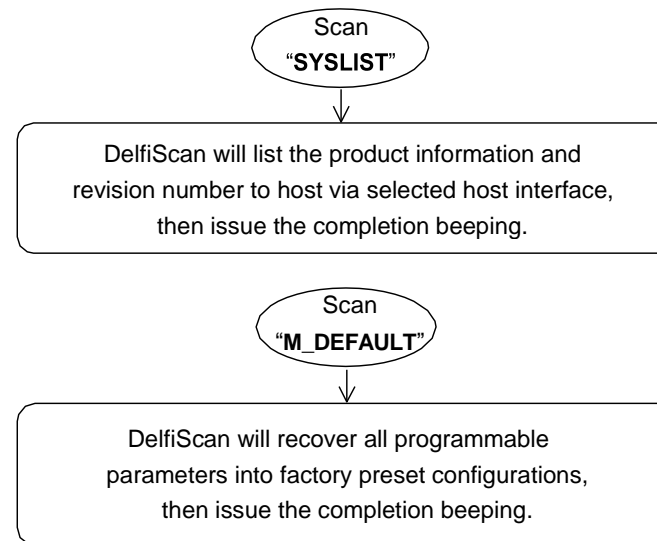 Scan
“SYSLIST”
DelfiScan will list the product information and
revision number to host via selected host interface,
then issue the completion beeping.
Scan
“M_DEFAULT”
DelfiScan will recover all programmable
parameters into factory preset configurations,
then issue the completion beeping.